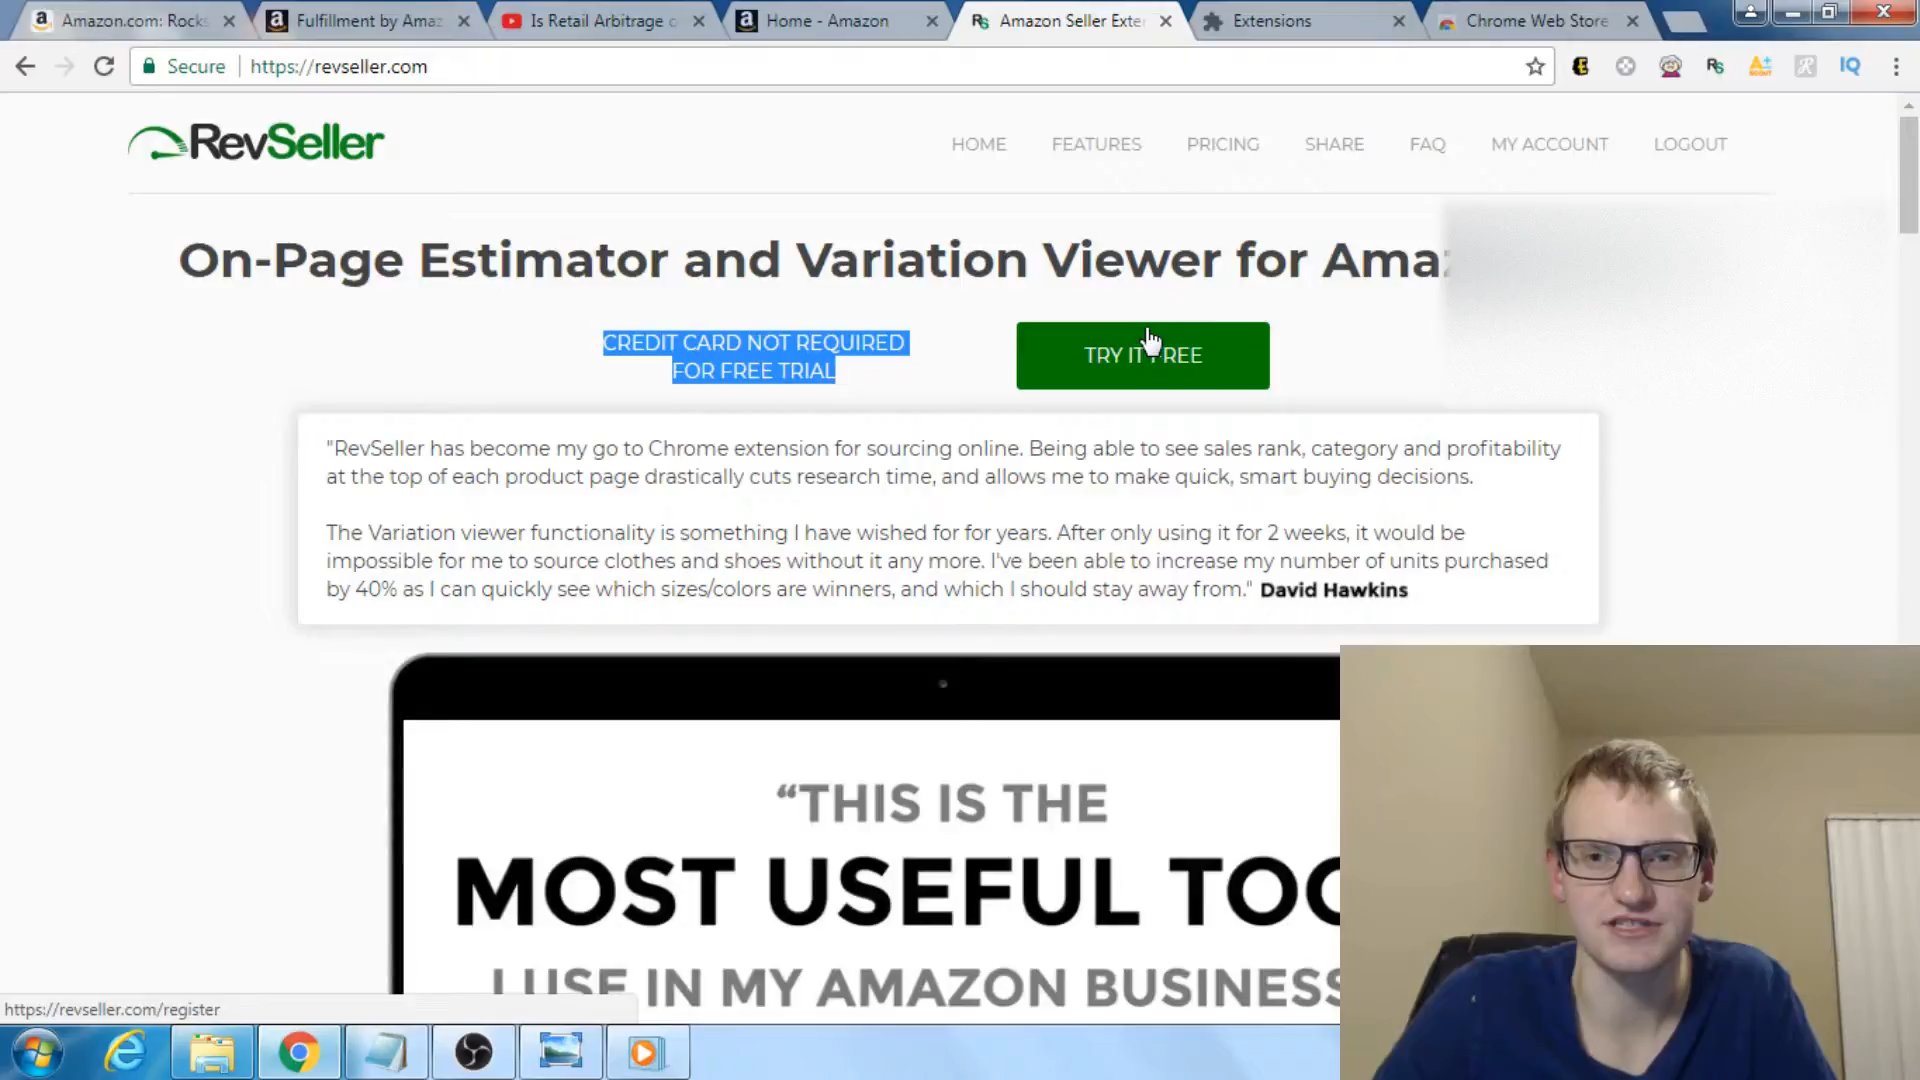 Amazon.com: Rocks
Fulfillment by Amaz
Is Retail Arbitrage o
Home - Amazon
Amazon Seller Exte
Extensions
Chrome Web Store
Secure
https://revseller.com
A+
SCOUT
IQ
RevSeller
HOME
FEATURES
PRICING
SHARE
FAQ
MY ACCOUNT
LOGOUT
On-Page Estimator and Variation Viewer for Amaz
CREDIT CARD NOT REQUIRED
FOR FREE TRIAL
TRY IT FREE
"RevSeller has become my go to Chrome extension for sourcing online. Being able to see sales rank, category and profitability
at the top of each product page drastically cuts research time, and allows me to make quick, smart buying decisions.
The Variation viewer functionality is something I have wished for for years. After only using it for 2 weeks, it would be
impossible for me to source clothes and shoes without it any more. I've been able to increase my number of units purchased
by 40% as I can quickly see which sizes/colors are winners, and which I should stay away from." David Hawkins
“THIS IS THE
MOST USEFUL TOO
I USE IN MY AMAZON BUSINESS
https://revseller.com/register